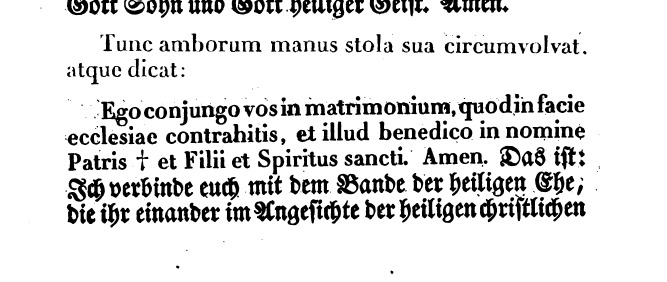 Gott Sohn und Gott heiliger Geist. Amen.
Tunc amborum manus stola sua circumvolvat.
atque dicat:
Ego conjungo vos in matrimonium, quod in facie
ecclesiae contrahitis, et illud benedico in nomine
Patris † et Filii et Spiritus sancti. Amen. Das ist:
Ich verbinde euch mit dem Bande der heiligen Ehe,
die ihr einander im Angesichte der heiligen christlichen